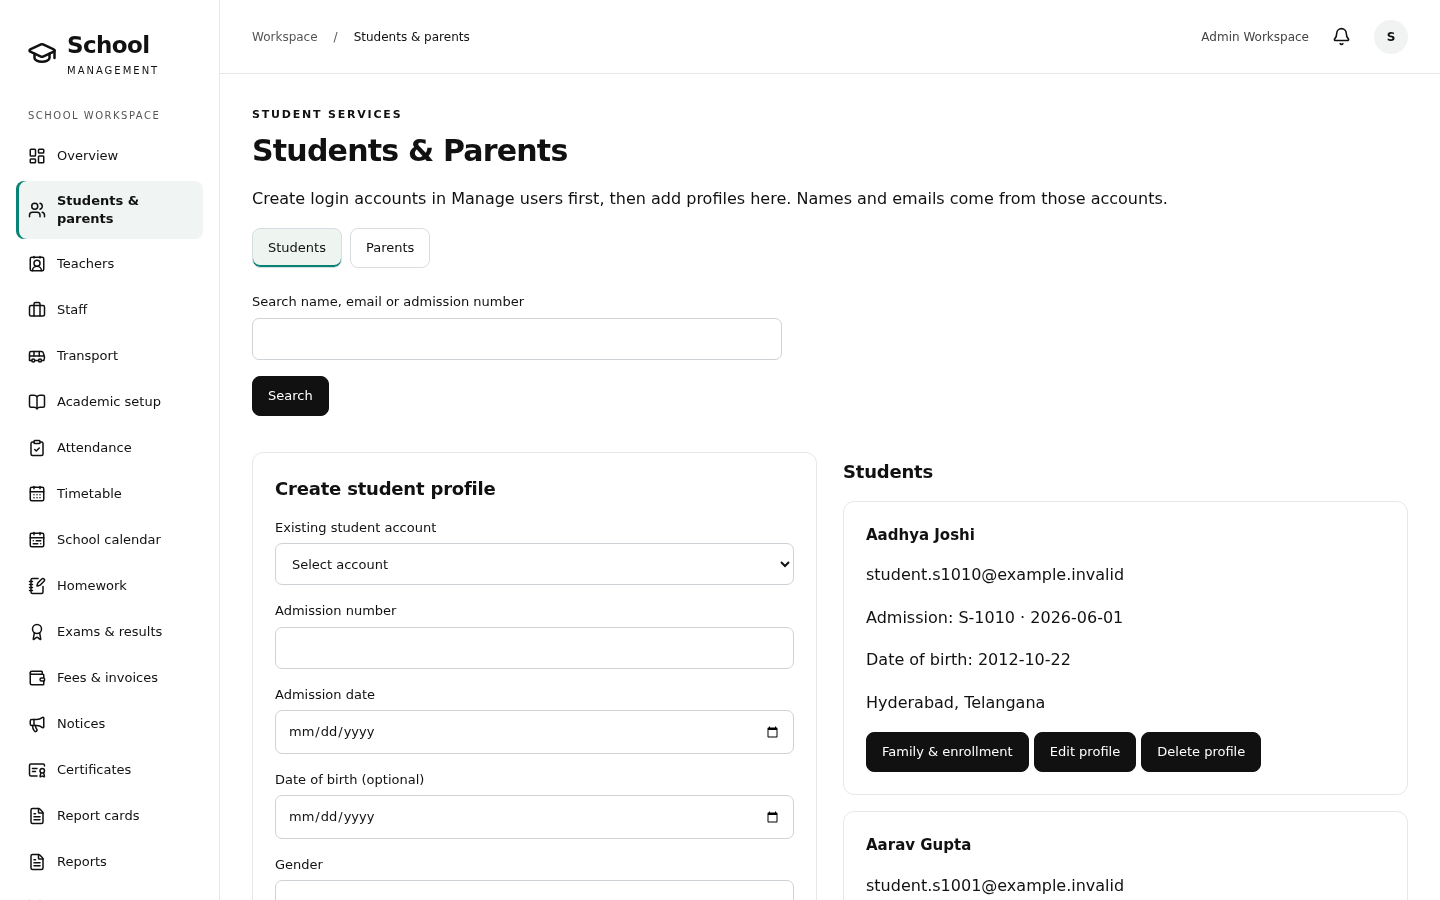 School
MANAGEMENT
SCHOOL WORKSPACE
Overview
Students &
parents
Teachers
Staff
Transport
Academic setup
Attendance
Timetable
School calendar
Homework
Exams & results
Fees & invoices
Notices
Certificates
Report cards
Reports
Workspace / Students & parents
Admin Workspace
S
STUDENT SERVICES
Students & Parents
Create login accounts in Manage users first, then add profiles here. Names and emails come from those accounts.
Students
Parents
Search name, email or admission number
Search
Create student profile
Existing student account
Select account
Admission number
Admission date
mm/dd/yyyy
Date of birth (optional)
mm/dd/yyyy
Gender
Students
Aadhya Joshi
student.s1010@example.invalid
Admission: S-1010 · 2026-06-01
Date of birth: 2012-10-22
Hyderabad, Telangana
Family & enrollment
Edit profile
Delete profile
Aarav Gupta
student.s1001@example.invalid